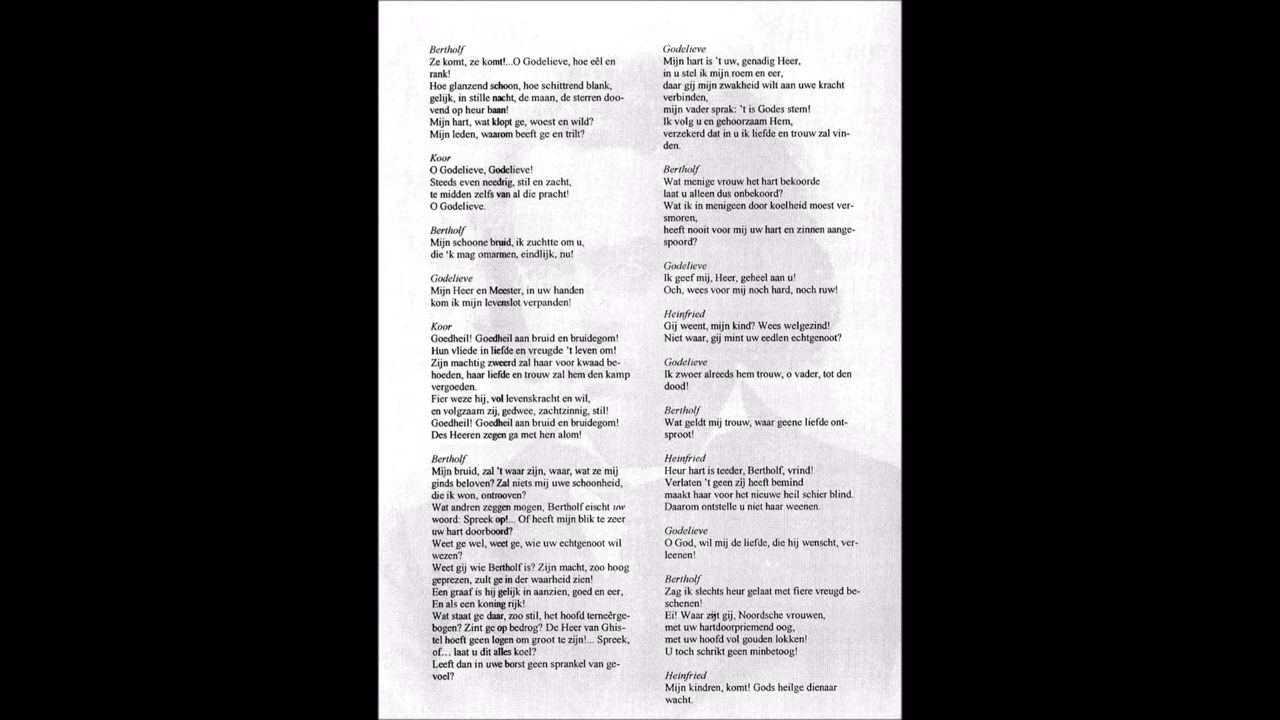 Bertholf
Ze komt, ze komt!...O Godelieve, hoe eêl en
rank!
Hoe glanzend schoon, hoe schittrend blank,
gelijk, in stille nacht, de maan, de sterren doo-
vend op heur baan!
Mijn hart, wat klopt ge, woest en wild?
Mijn leden, waarom beeft ge en trilt?
Koor
O Godelieve, Godelieve!
Steeds even needrig, stil en zacht,
te midden zelfs van al die pracht!
O Godelieve.
Bertholf
Mijn schoone bruid, ik zuchtte om u,
die 'k mag omarmen, eindlijk, nu!
Godelieve
Mijn Heer en Meester, in uw handen
kom ik mijn levenslot verpanden!
Koor
Goedheil! Goedheil aan bruid en bruidegom!
Hun vliede in liefde en vreugde 't leven om!
Zijn machtig zweerd zal haar voor kwaad be-
hoeden, haar liefde en trouw zal hem den kamp
vergoeden.
Fier weze hij, vol levenskracht en wil,
en volgzaam zij, gedwee, zachtzinnig, stil!
Goedheil! Goedheil aan bruid en bruidegom!
Des Heeren zegen ga met hen alom!
Bertholf
Mijn bruid, zal 't waar zijn, waar, wat ze mij
ginds beloven? Zal niets mij uwe schoonheid,
die ik won, ontrooven?
Wat andren zeggen mogen, Bertholf eischt uw
woord: Spreek op!... Of heeft mijn blik te zeer
uw hart doorboord?
Weet ge wel, weet ge, wie uw echtgenoot wil
wezen?
Weet gij wie Bertholf is? Zijn macht, zoo hoog
geprezen, zult ge in der waarheid zien!
Een graaf is hij gelijk in aanzien, goed en eer,
En als een koning rijk!
Wat staat ge daar, zoo stil, het hoofd terneêrge-
bogen? Zint ge op bedrog? De Heer van Ghis-
tel hoeft geen logen om groot te zijn!... Spreek,
of... laat u dit alles koel?
Leeft dan in uwe borst geen sprankel van ge-
voel?
Godelieve
Mijn hart is 't uw, genadig Heer,
in u stel ik mijn roem en eer,
daar gij mijn zwakheid wilt aan uwe kracht
verbinden,
mijn vader sprak: 't is Godes stem!
Ik volg u en gehoorzaam Hem,
verzekerd dat in u ik liefde en trouw zal vin-
den.
Bertholf
Wat menige vrouw het hart bekoorde
laat u alleen dus onbekoord?
Wat ik in menigeen door koelheid moest ver-
smoren,
heeft nooit voor mij uw hart en zinnen aange-
spoord?
Godelieve
Ik geef mij, Heer, geheel aan u!
Och, wees voor mij noch hard, noch ruw!
Heinfried
Gij weent, mijn kind? Wees welgezind!
Niet waar, gij mint uw eedlen echtgenoot?
Godelieve
Ik zwoer alreeds hem trouw, o vader, tot den
dood!
Bertholf
Wat geldt mij trouw, waar geene liefde ont-
sproot!
Heinfried
Heur hart is teeder, Bertholf, vrind!
Verlaten 't geen zij heeft bemind
maakt haar voor het nieuwe heil schier blind.
Daarom ontstelle u niet haar weenen.
Godelieve
O God, wil mij de liefde, die hij wenscht, ver-
leenen!
Bertholf
Zag ik slechts heur gelaat met fiere vreugd be-
schenen!
Ei! Waar zijt gij, Noordsche vrouwen,
met uw hartdoorpriemend oog,
met uw hoofd vol gouden lokken!
U toch schrikt geen minbetoog!
Heinfried
Mijn kindren, komt! Gods heilge dienaar
wacht.